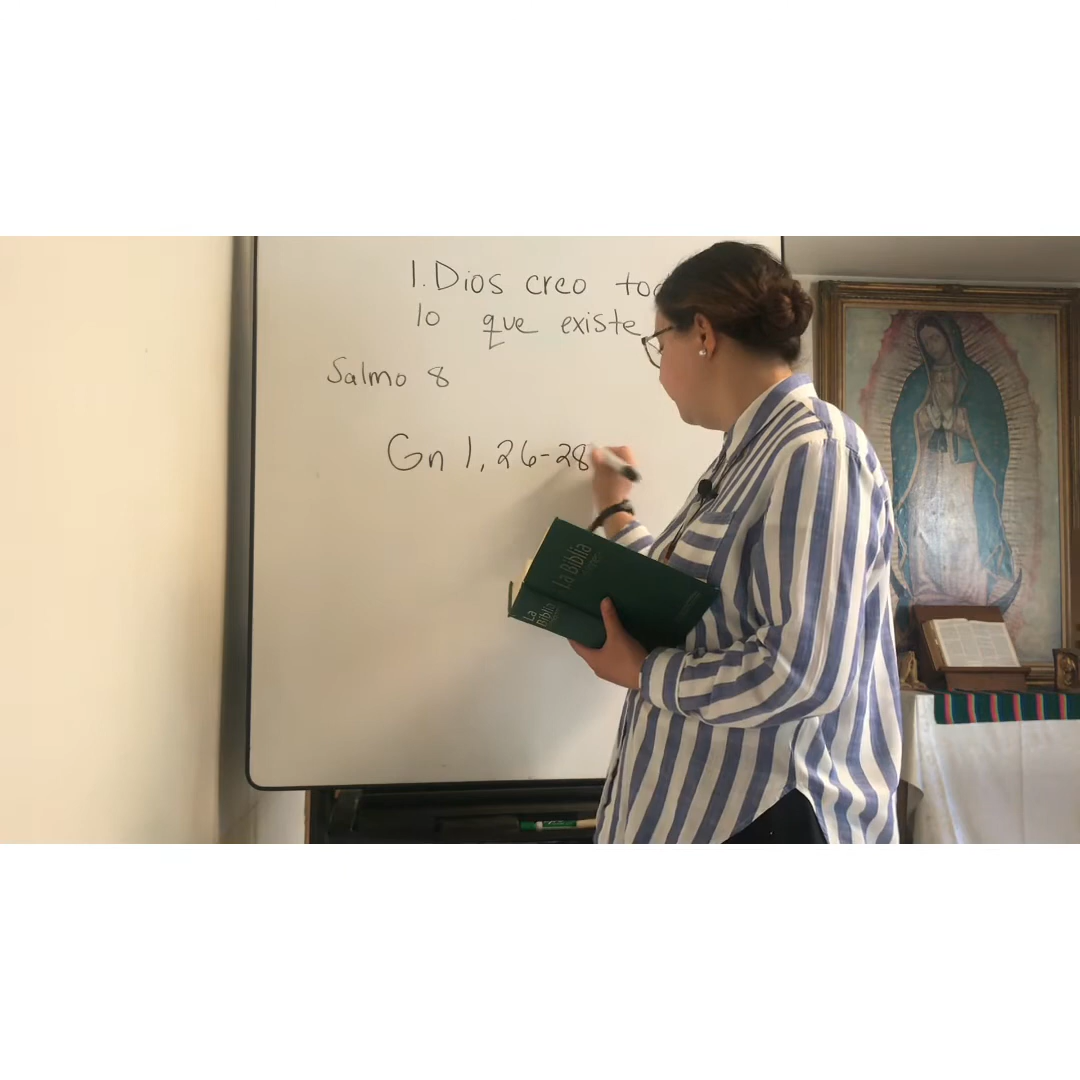 1. Dios creo
lo que existe
Salmo 8
Gn 1, 26-28
La Biblia
La
Biblia